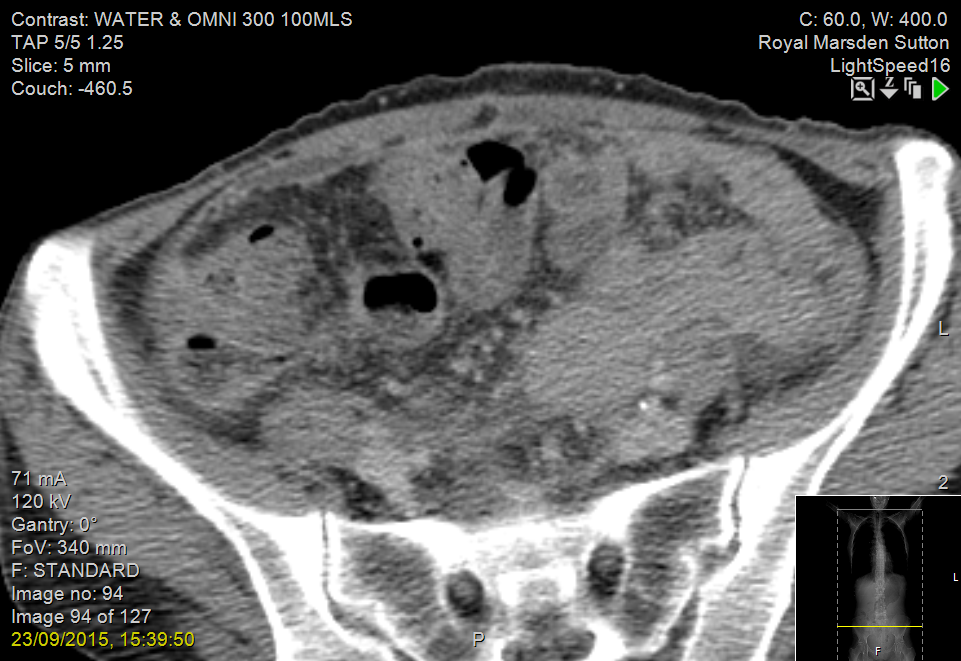 Contrast: WATER & OMNI 300 100MLS
TAP 5/5 1.25
Slice: 5 mm
Couch: -460.5
C: 60.0, W: 400.0
Royal Marsden Sutton
LightSpeed16
Z
L
2
71 mA
120 kV
Gantry: 0°
FoV: 340 mm
F: STANDARD
Image no: 94
Image 94 of 127
23/09/2015, 15:39:50
P
L
F